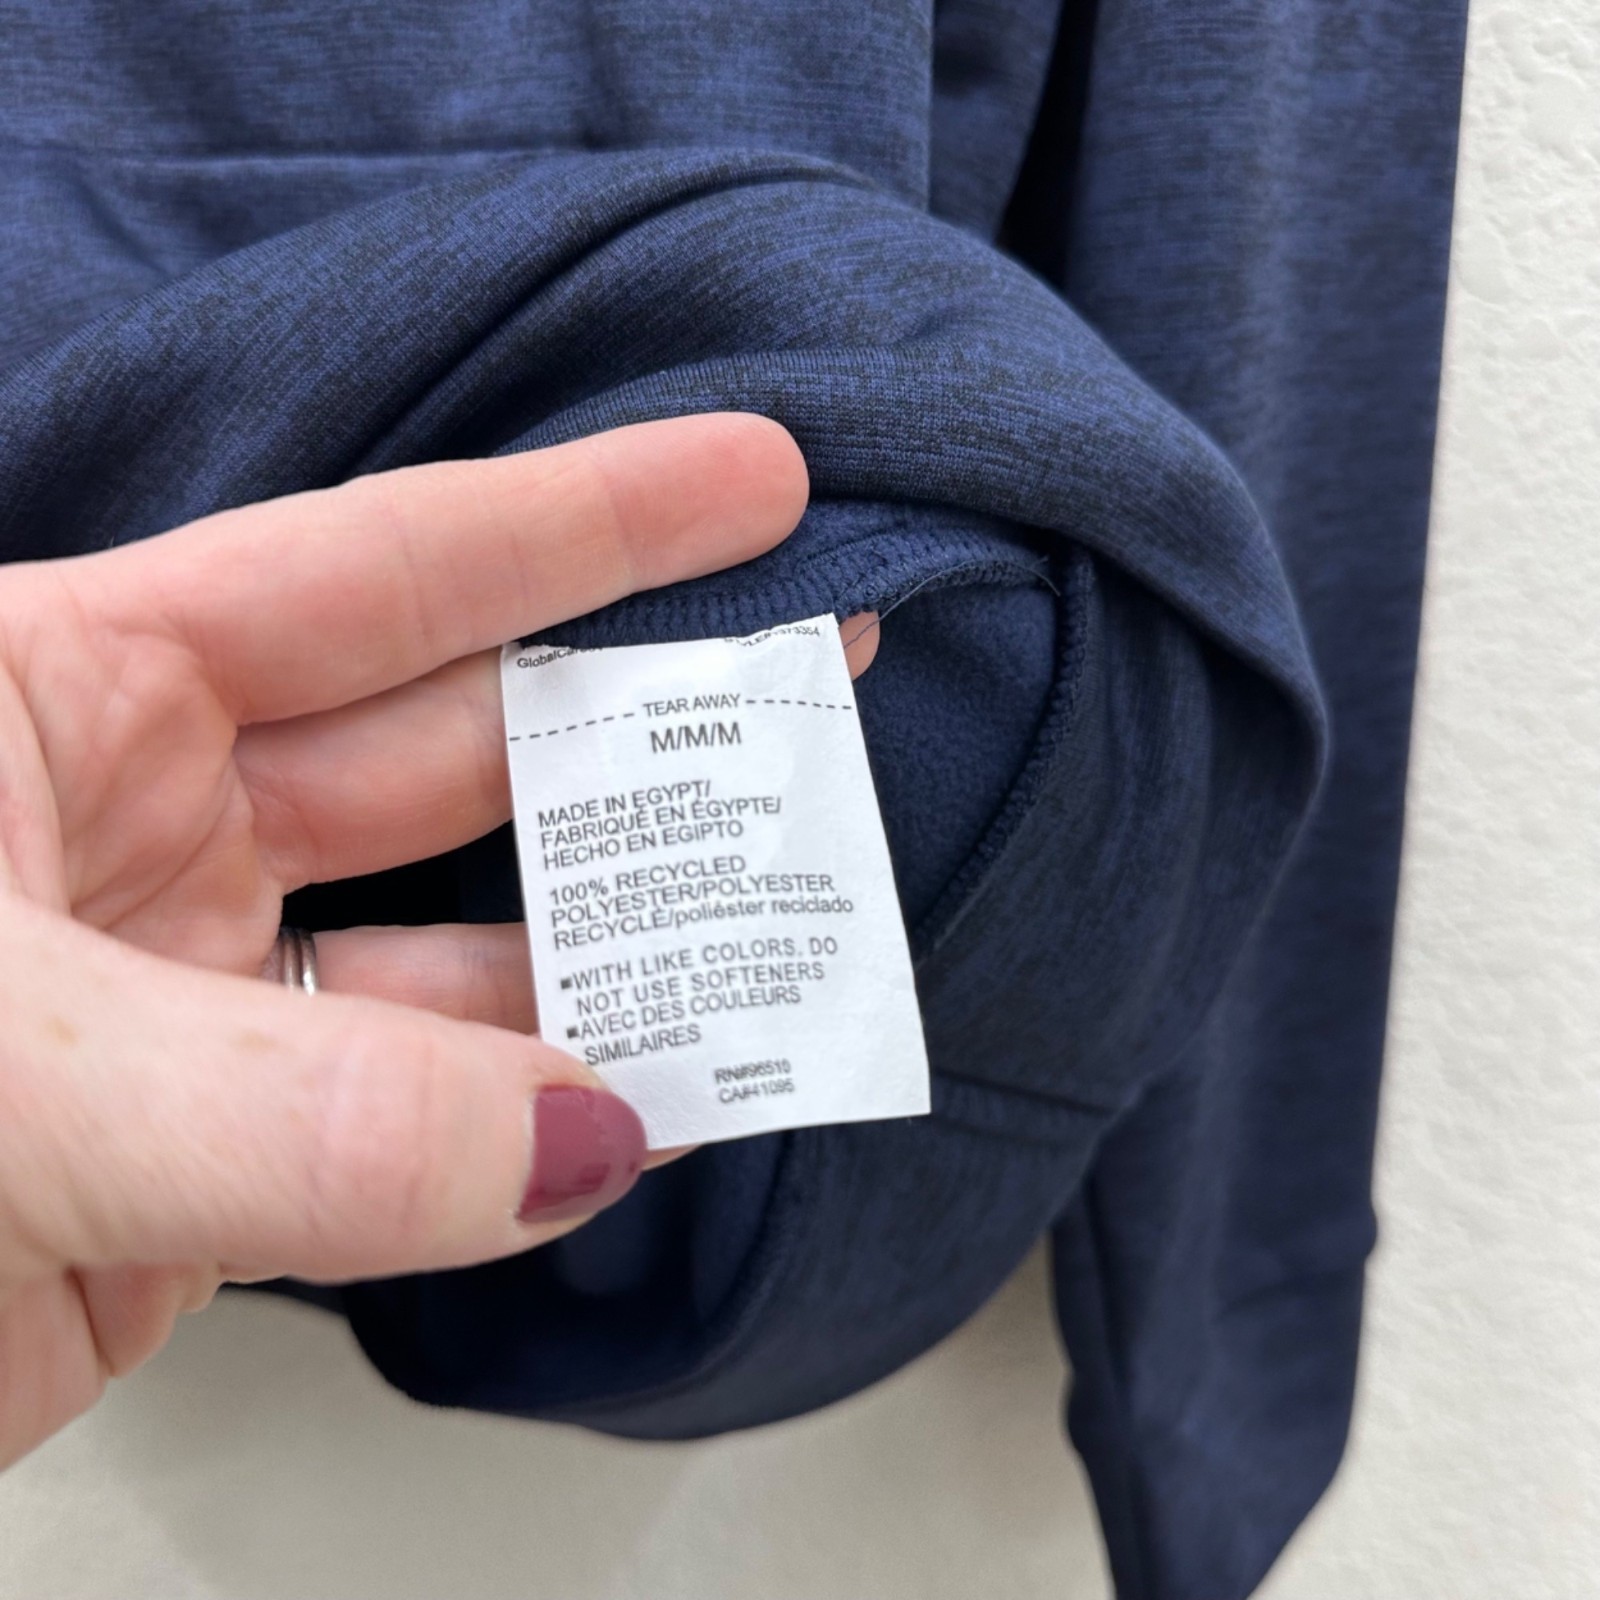 TEAR AWAY
M/M/M
MADE IN EGYPT/
FABRIQUÉ EN ÉGYPTE/
HECHO EN EGIPTO
100% RECYCLED
POLYESTER/POLYESTER
RECYCLÉ/poliéster reciclado
■WITH LIKE COLORS. DO
NOT USE SOFTENERS
■AVEC DES COULEURS
SIMILAIRES
RN#96510
CA#41095